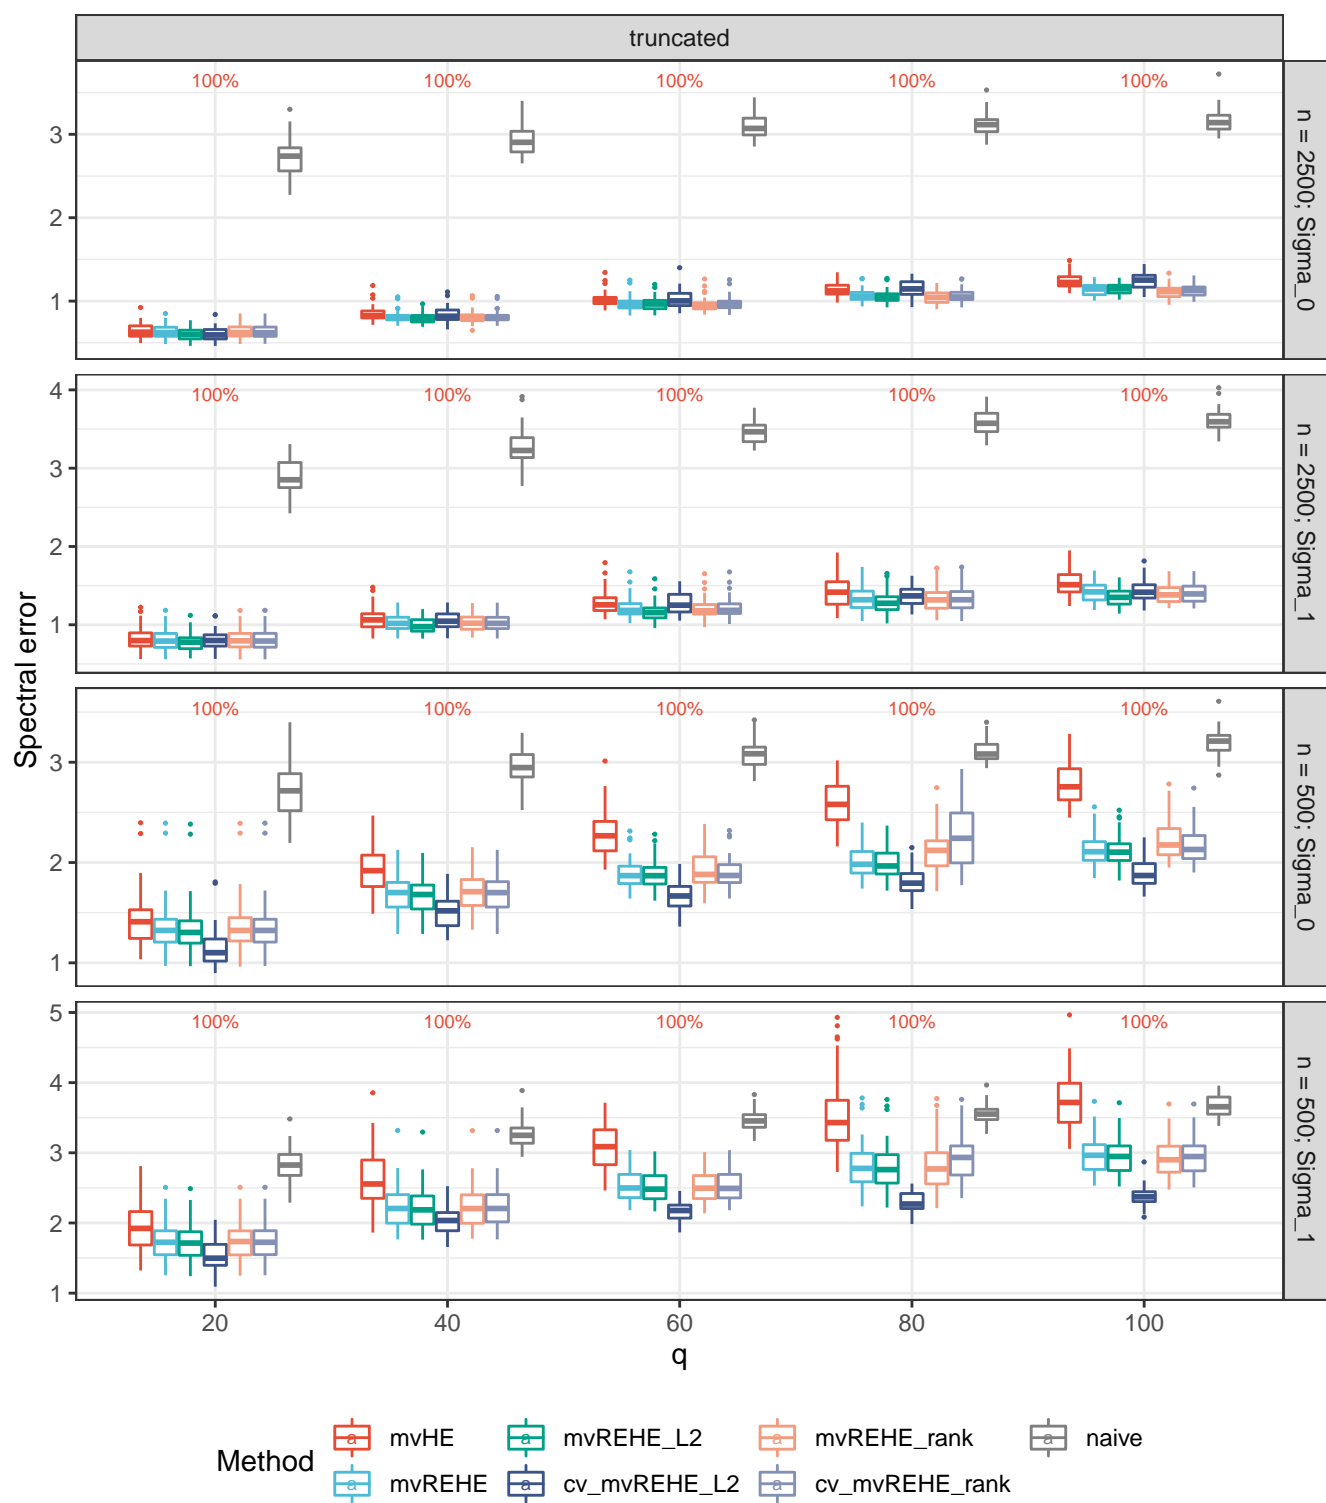 truncated
100% 100% 100% 100% 100%
3
2
1
n = 2500; Sigma_0
100% 100% 100% 100% 100%
4
3
2
1
n = 2500; Sigma_1
Spectral error
100% 100% 100% 100% 100%
3
2
1
n = 500; Sigma_0
100% 100% 100% 100% 100%
5
4
3
2
1
n = 500; Sigma_1
20 40 60 80 100
q
Method
a mvHE a mvREHE_L2 a mvREHE_rank a naive
a mvREHE a cv_mvREHE_L2 a cv_mvREHE_rank